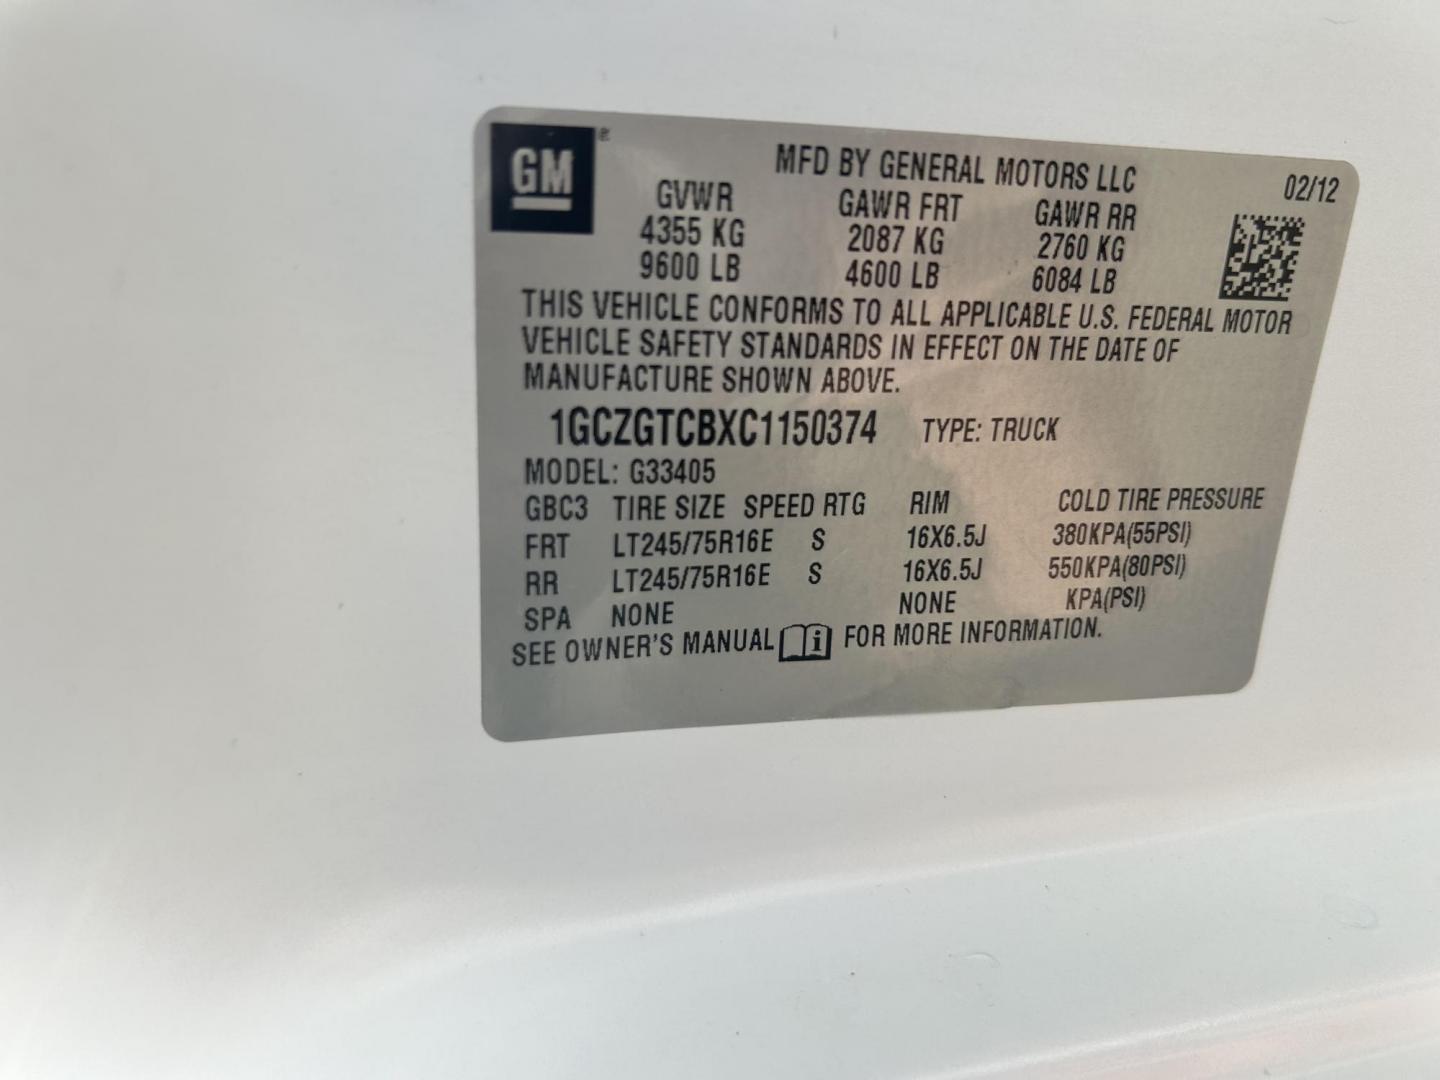 GM®
MFD BY GENERAL MOTORS LLC 02/12
GVWR GAWR FRT GAWR RR
4355 KG 2087 KG 2760 KG
9600 LB 4600 LB 6084 LB
THIS VEHICLE CONFORMS TO ALL APPLICABLE U.S. FEDERAL MOTOR
VEHICLE SAFETY STANDARDS IN EFFECT ON THE DATE OF
MANUFACTURE SHOWN ABOVE.
1GCZGTCBXC1150374 TYPE: TRUCK
MODEL: G33405
GBC3 TIRE SIZE SPEED RTG RIM COLD TIRE PRESSURE
FRT LT245/75R16E S 16X6.5J 380KPA(55PSI)
RR LT245/75R16E S 16X6.5J 550KPA(80PSI)
SPA NONE NONE KPA(PSI)
SEE OWNER'S MANUAL i FOR MORE INFORMATION.